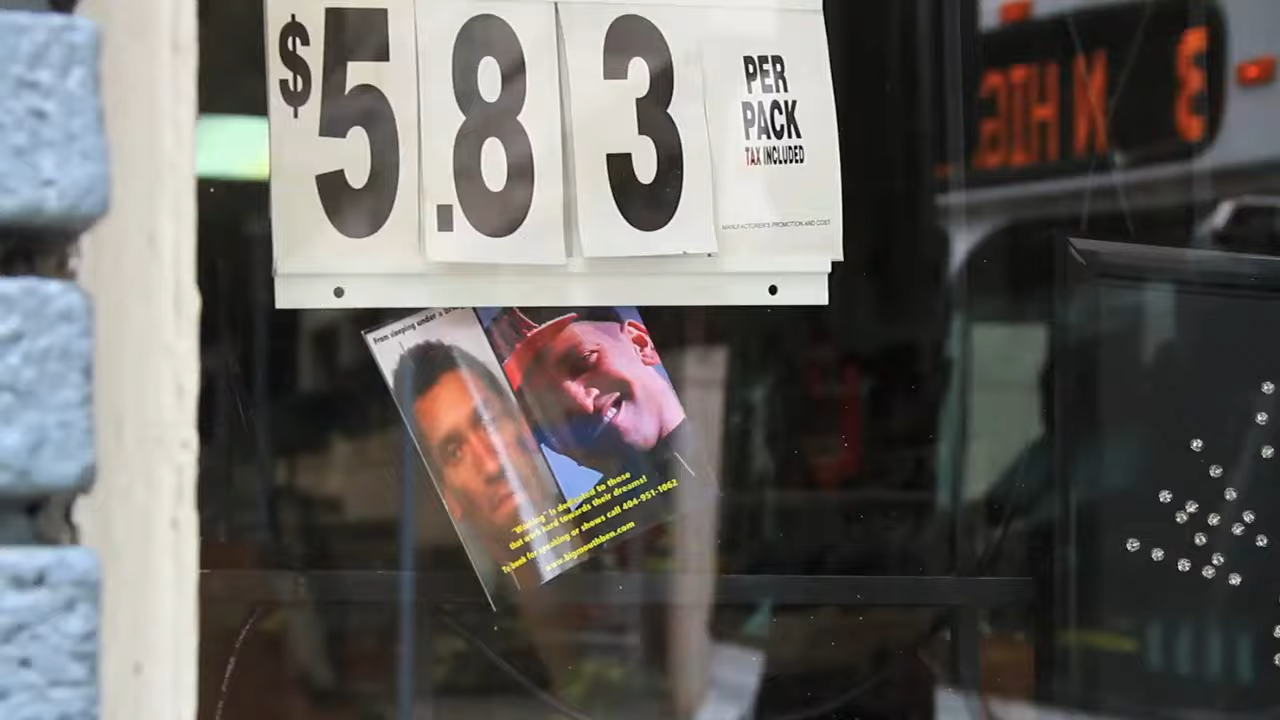 $5.83
PER
PACK
TAX INCLUDED
MANUFACTURER'S PROMOTION AND COST
From sleeping under a
"Working" is dedicated to those
that work hard towards their dreams!
To book for speaking or shows call 404-951-1062
www.bigmouthben.com